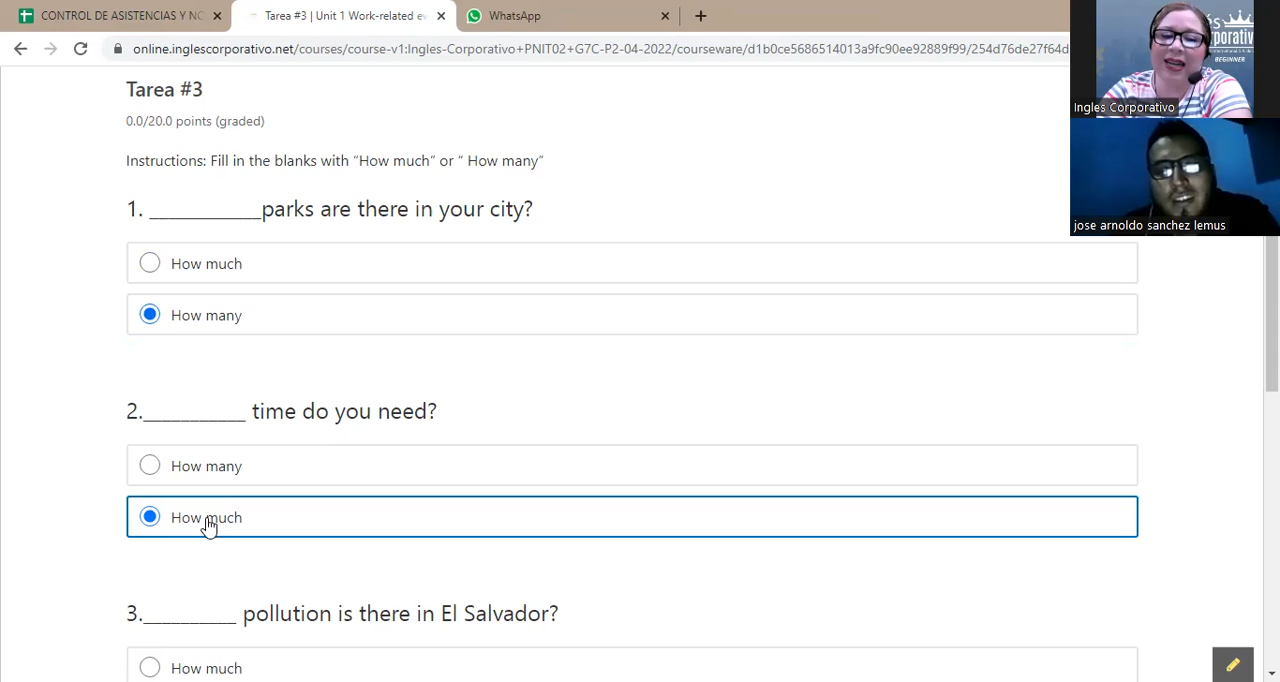 CONTROL DE ASISTENCIAS Y NO
Tarea #3 | Unit 1 Work-related ev
WhatsApp
online.inglescorporativo.net/courses/course-v1:Ingles-Corporativo+PNIT02+G7C-P2-04-2022/courseware/d1b0ce5686514013a9fc90ee92889f99/254d76de27f64d
Tarea #3
0.0/20.0 points (graded)
Instructions: Fill in the blanks with “How much” or “ How many”
1. ____________parks are there in your city?
How much
How many
2.___________ time do you need?
How many
How much
3.__________ pollution is there in El Salvador?
How much
BEGINNER
Ingles Corporativo
jose arnoldo sanchez lemus